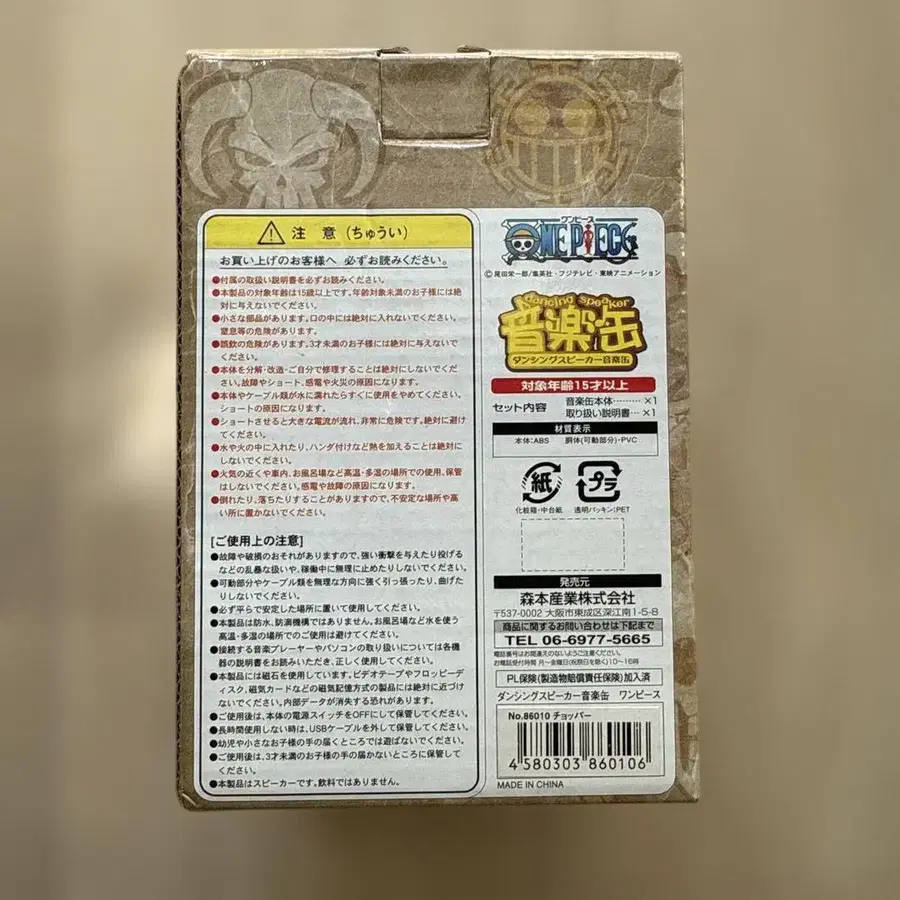 注意（ちゅうい）
お買い上げのお客様へ 必ずお読みください。
●付属の取扱い説明書を必ずお読みください。
●本製品の対象年齢は15歳以上です。年齢対象未満のお子様には絶
対に与えないでください。
●小さな部品があります。口の中には絶対に入れないでください。
窒息等の危険があります。
●誤飲の危険があります。3才未満のお子様には絶対に与えないで
ください。
●本体を分解・改造・ご自分で修理することは絶対にしないでくだ
さい。故障やショート、感電や火災の原因になります。
●本体やケーブル類が水に濡れたらすぐに使用をやめてください。
ショートの原因になります。
●ショートさせると大きな電流が流れ、非常に危険です。絶対に避け
てください。
●水や火の中に入れたり、ハンダ付けなど熱を加えることは絶対
にしないでください。
●火気の近くや車内、お風呂場など高温・多湿の場所での使用、保管
はしないでください。感電や故障の原因になります。
●倒れたり、落ちたりすることがありますので、不安定な場所や高
い所に置かないでください。
[ご使用上の注意]
●故障や破損のおそれがありますので、強い衝撃を与えたり投げる
などの乱暴な扱いや、稼働中に無理に止めたりしないでください。
●可動部分やケーブル類を無理な方向に強く引っ張ったり、曲げた
りしないでください。
●必ず平らで安定した場所に置いて使用してください。
●本製品は防水、防滴機構ではありません。お風呂場など水を使う
高温・多湿の場所でのご使用は避けてください。
●接続する音楽プレーヤーやパソコンの取り扱いについては各機
器の説明書をお読みいただき、正しく使用してください。
●本製品には磁石を使用しています。ビデオテープやフロッピーデ
ィスク、磁気カードなどの磁気記憶方式の製品には絶対に近づけ
ないでください。内部データが消失する恐れがあります。
●ご使用後は、本体の電源スイッチをOFFにして保管してください。
●長時間使用しない時は、USBケーブルを外して保管してください。
●幼児や小さなお子様の手の届くところでは遊ばないでください。
●ご使用後は、3才未満のお子様の手の届かないところに保管して
ください。
●本製品はスピーカーです。飲料ではありません。
ワンピース
ONE PIECE
©尾田栄一郎/集英社・フジテレビ・東映アニメーション
dancing speaker
音楽缶
ダンシングスピーカー音楽缶
対象年齢15才以上
セット内容 音楽缶本体………×1
取り扱い説明書…×1
材質表示
本体:ABS 胴体(可動部分)・PVC
紙 プラ
化粧箱・中台紙 透明パッキン:PET
発売元
森本産業株式会社
〒537-0002 大阪市東成区深江南1-5-8
商品に関するお問い合わせは下記まで
TEL 06-6977-5665
電話番号はお間違えのないようご注意ください。
お電話受付時間 月~金曜日(祝祭日を除く)10~16時
PL保険(製造物賠償責任保険)加入済
ダンシングスピーカー音楽缶 ワンピース
No.86010 チョッパー
4 580303 860106
MADE IN CHINA